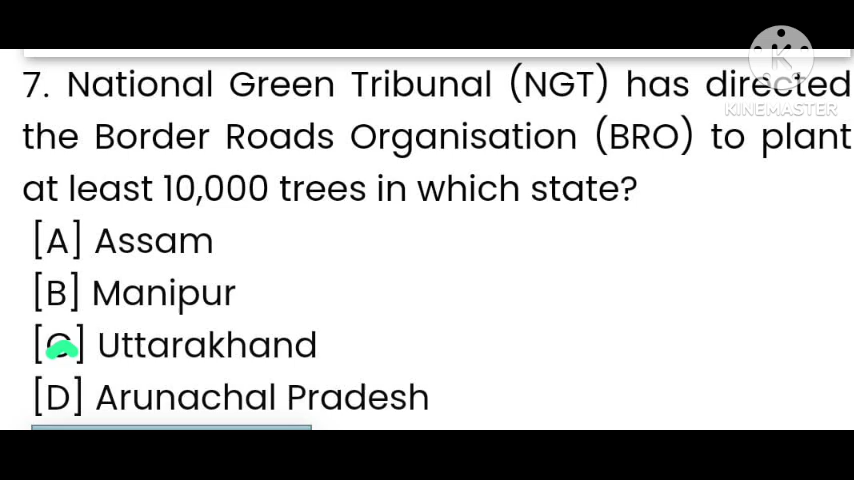 K
KINEMASTER
7. National Green Tribunal (NGT) has directed
the Border Roads Organisation (BRO) to plant
at least 10,000 trees in which state?
[A] Assam
[B] Manipur
[C] Uttarakhand
[D] Arunachal Pradesh